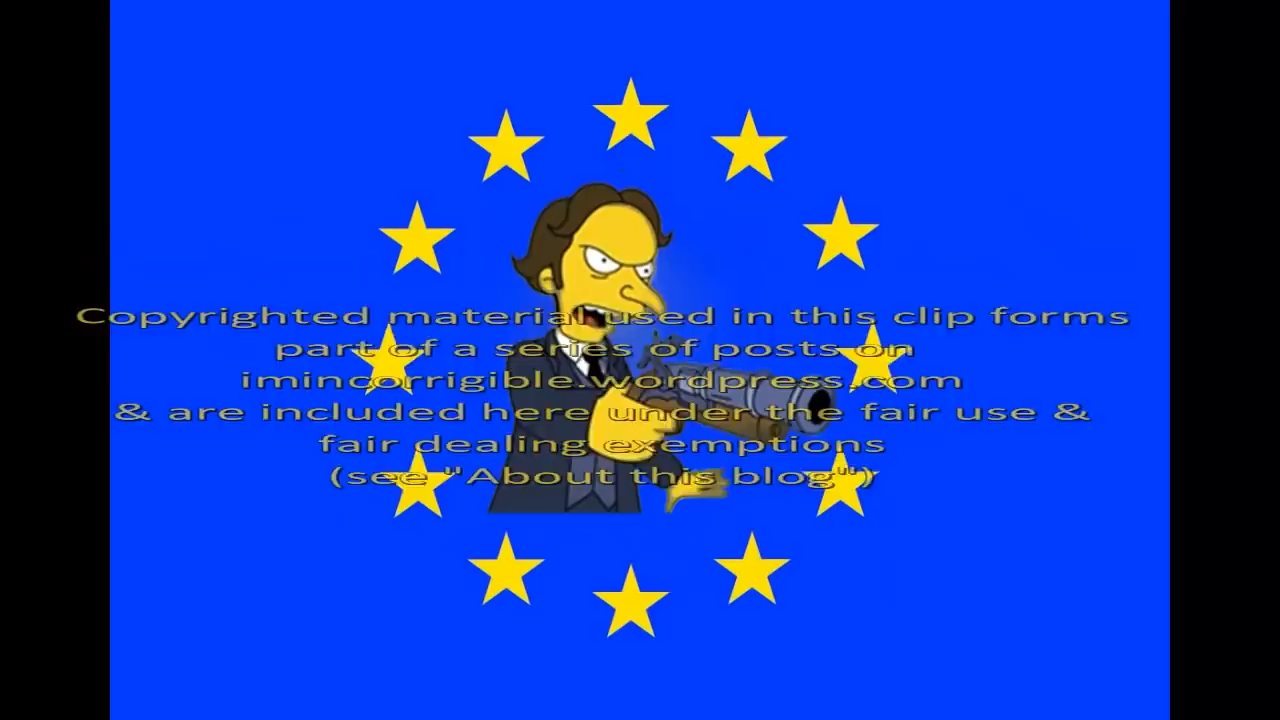 Copyrighted material used in this clip forms
part of a series of posts on
imincorrigible.wordpress.com
& are included here under the fair use &
fair dealing exemptions
(see "About this blog")